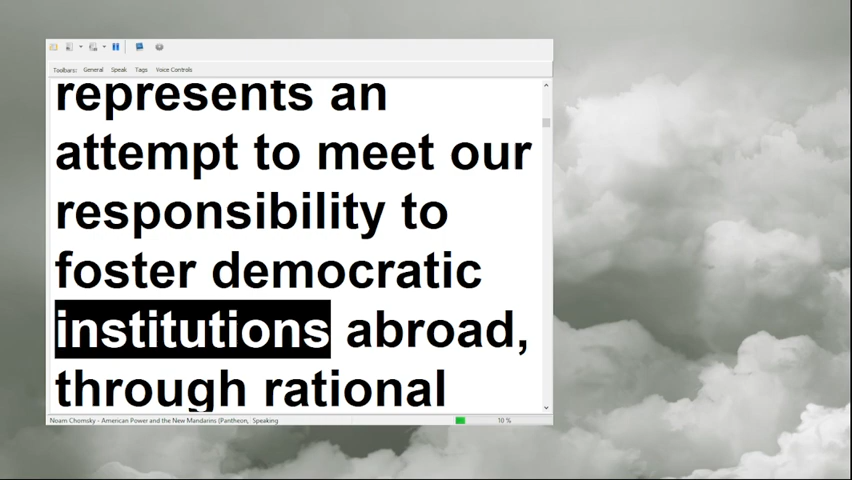 Toolbars: General Speak Tags Voice Controls
represents an
attempt to meet our
responsibility to
foster democratic
institutions abroad,
through rational
Noam Chomsky - American Power and the New Mandarins (Pantheon, Speaking 10 %